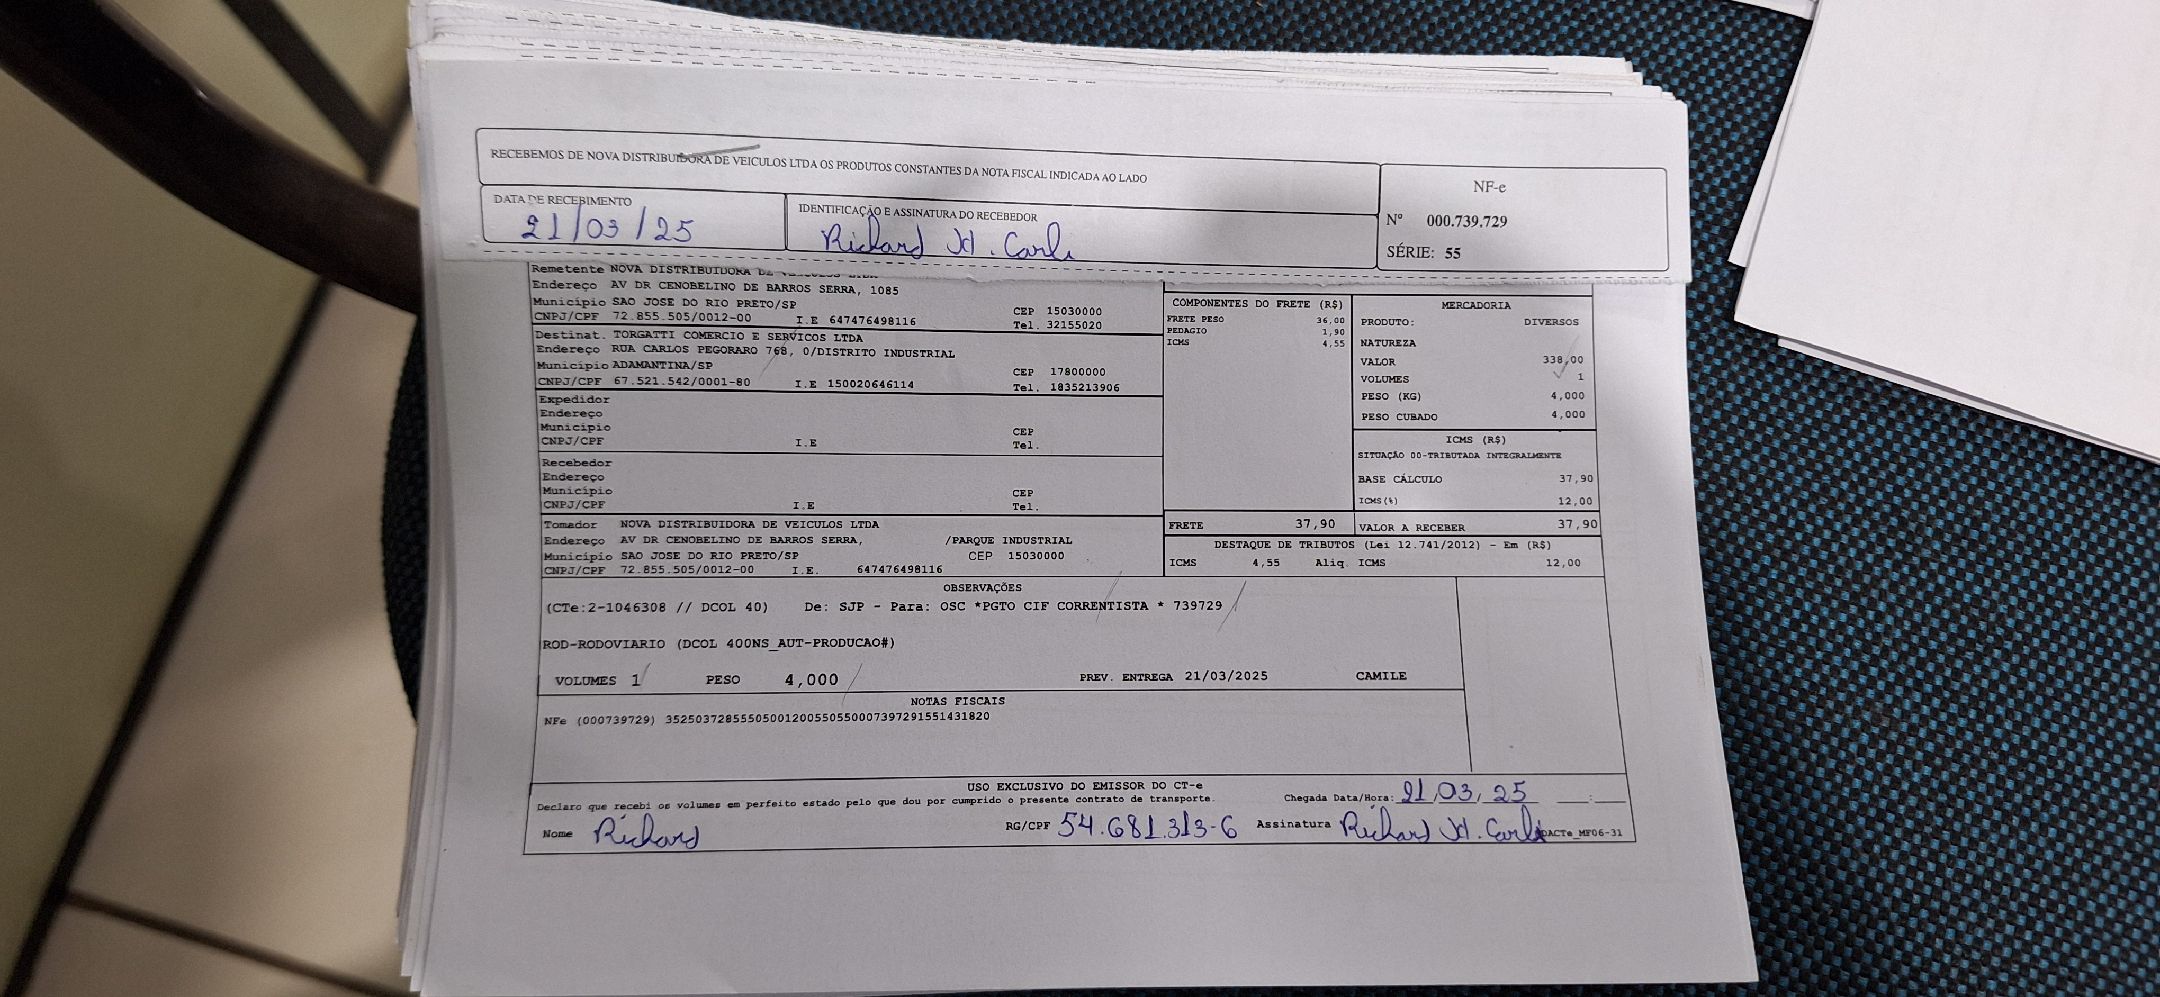 RECEBEMOS DE NOVA DISTRIBUIDORA DE VEICULOS LTDA OS PRODUTOS CONSTANTES DA NOTA FISCAL INDICADA AO LADO
NF-e
Nº 000.739.729
SÉRIE: 55
DATA DE RECEBIMENTO
21/03/25
IDENTIFICAÇÃO E ASSINATURA DO RECEBEDOR
Richard H. Carli
Remetente NOVA DISTRIBUIDORA DE VEICULOS LTDA
Endereço AV DR CENOBELINO DE BARROS SERRA, 1085
Município SAO JOSE DO RIO PRETO/SP CEP 15030000
CNPJ/CPF 72.855.505/0012-00 I.E 647476498116 Tel. 32155020
Destinat. TORGATTI COMERCIO E SERVICOS LTDA
Endereço RUA CARLOS PEGORARO 768, 0/DISTRITO INDUSTRIAL
Município ADAMANTINA/SP CEP 17800000
CNPJ/CPF 67.521.542/0001-80 I.E 150020646114 Tel. 1835213906
Expedidor
Endereço
Município CEP
CNPJ/CPF I.E Tel.
Recebedor
Endereço
Município CEP
CNPJ/CPF I.E Tel.
Tomador NOVA DISTRIBUIDORA DE VEICULOS LTDA
Endereço AV DR CENOBELINO DE BARROS SERRA, /PARQUE INDUSTRIAL
Município SAO JOSE DO RIO PRETO/SP CEP 15030000
CNPJ/CPF 72.855.505/0012-00 I.E. 647476498116
COMPONENTES DO FRETE (R$)
FRETE PESO 36,00
PEDAGIO 1,90
ICMS 4,55
MERCADORIA
PRODUTO: DIVERSOS
NATUREZA
VALOR 338,00
VOLUMES 1
PESO (KG) 4,000
PESO CUBADO 4,000
ICMS (R$)
SITUAÇÃO 00-TRIBUTADA INTEGRALMENTE
BASE CÁLCULO 37,90
ICMS(%) 12,00
FRETE 37,90
VALOR A RECEBER 37,90
DESTAQUE DE TRIBUTOS (Lei 12.741/2012) - Em (R$)
ICMS 4,55 Aliq. ICMS 12,00
OBSERVAÇÕES
(CTe:2-1046308 // DCOL 40) De: SJP - Para: OSC *PGTO CIF CORRENTISTA * 739729
ROD-RODOVIARIO (DCOL 400NS_AUT-PRODUCAO#)
VOLUMES 1 PESO 4,000 PREV. ENTREGA 21/03/2025 CAMILE
NOTAS FISCAIS
NFe (000739729) 35250372855505001200550550007397291551431820
USO EXCLUSIVO DO EMISSOR DO CT-e
Declaro que recebi os volumes em perfeito estado pelo que dou por cumprido o presente contrato de transporte. Chegada Data/Hora: 21/03/25 __:__
Nome Richard RG/CPF 54.681.313-6 Assinatura Richard H. Carli DACTe_MF06-31